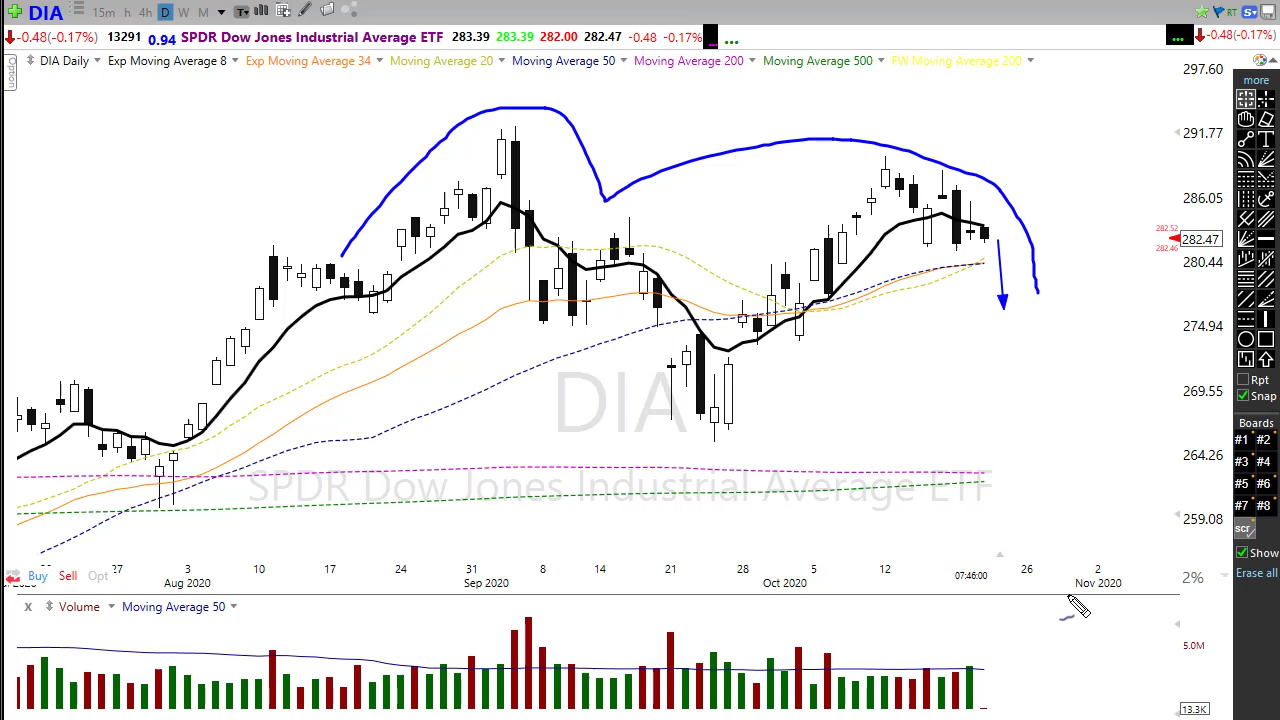 DIA 15m h 4h D W M T RT S
-0.48(-0.17%) 13291 0.94 SPDR Dow Jones Industrial Average ETF 283.39 283.39 282.00 282.47 -0.48 -0.17% ... ... -0.48(-0.17%)
Option
DIA Daily Exp Moving Average 8 Exp Moving Average 34 Moving Average 20 Moving Average 50 Moving Average 200 Moving Average 500 FW Moving Average 200
297.60
291.77
286.05
282.52
282.47
282.46
280.44
274.94
269.55
264.26
259.08
DIA
SPDR Dow Jones Industrial Average ETF
27 3 10 17 24 31 8 14 21 28 5 12 26 2
Aug 2020 Sep 2020 Oct 2020 07:46:00 Nov 2020
Buy Sell Opt
2%
X Volume Moving Average 50
5.0M
13.3K
more
T
Rpt
Snap
Boards
#1 #2
#3 #4
#5 #6
#7 #8
scr
Show
Erase all